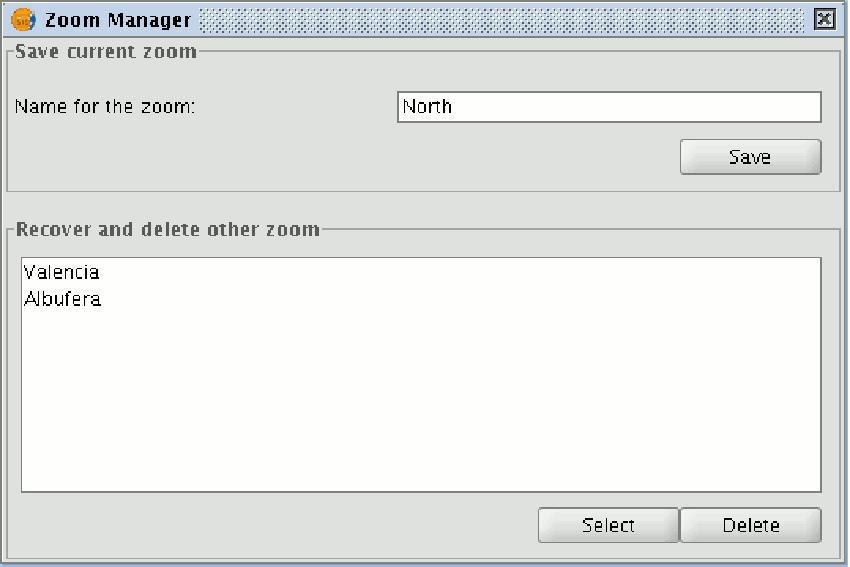 Zoom Manager
Save current zoom
Name for the zoom: North
Save
Recover and delete other zoom
Valencia
Albufera
Select Delete